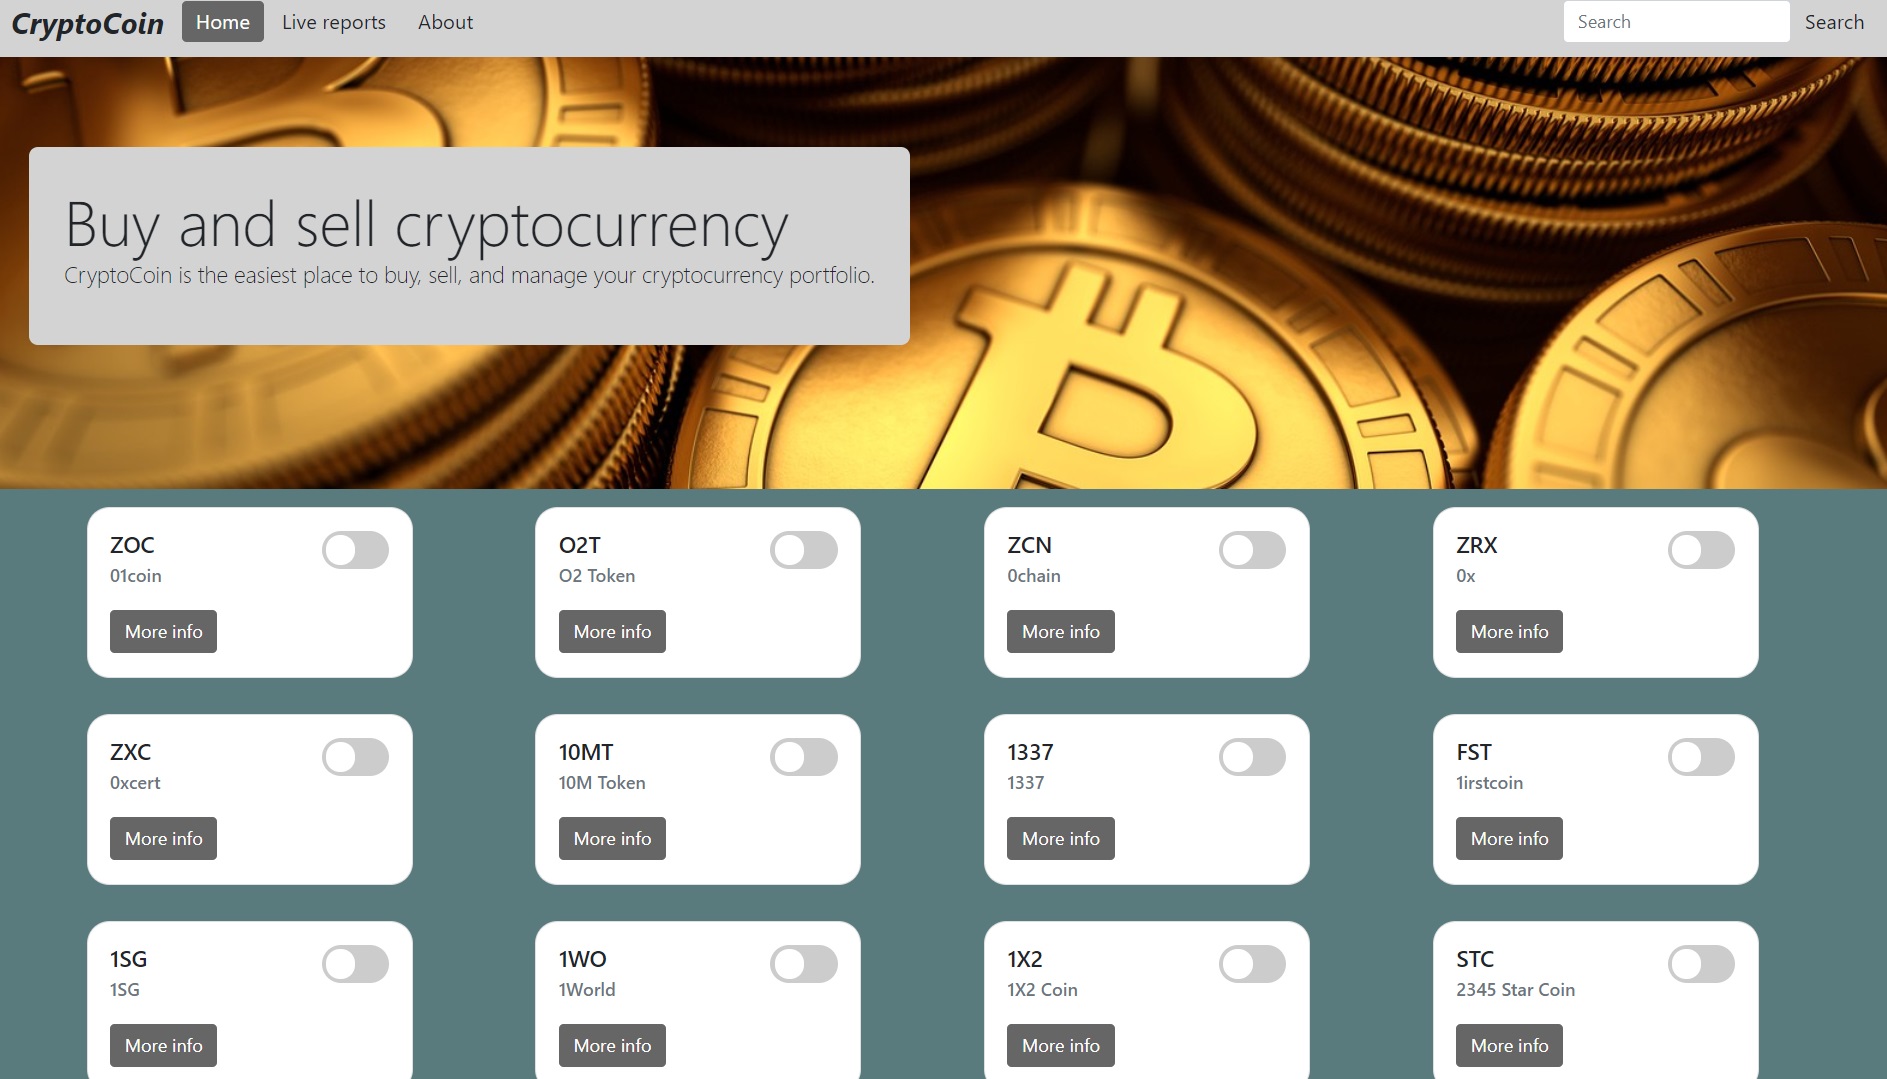 CryptoCoin Home Live reports About Search Search
Buy and sell cryptocurrency
CryptoCoin is the easiest place to buy, sell, and manage your cryptocurrency portfolio.
ZOC
01coin
More info
O2T
O2 Token
More info
ZCN
0chain
More info
ZRX
0x
More info
ZXC
0xcert
More info
10MT
10M Token
More info
1337
1337
More info
FST
1irstcoin
More info
1SG
1SG
More info
1WO
1World
More info
1X2
1X2 Coin
More info
STC
2345 Star Coin
More info